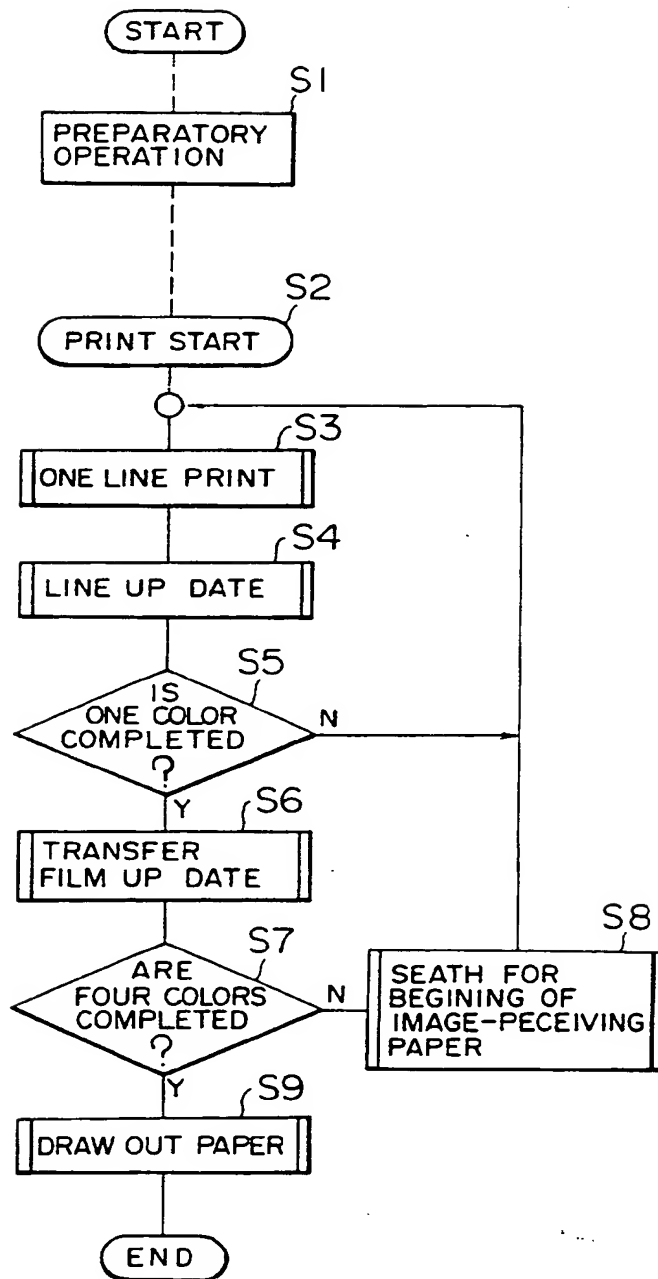 START
S1
PREPARATORY
OPERATION
S2
PRINT START
S3
ONE LINE PRINT
S4
LINE UP DATE
S5
IS
ONE COLOR
COMPLETED
?
N
Y
S6
TRANSFER
FILM UP DATE
S7
ARE
FOUR COLORS
COMPLETED
?
N
Y
S8
SEATH FOR
BEGINING OF
IMAGE-PECEIVING
PAPER
S9
DRAW OUT PAPER
END